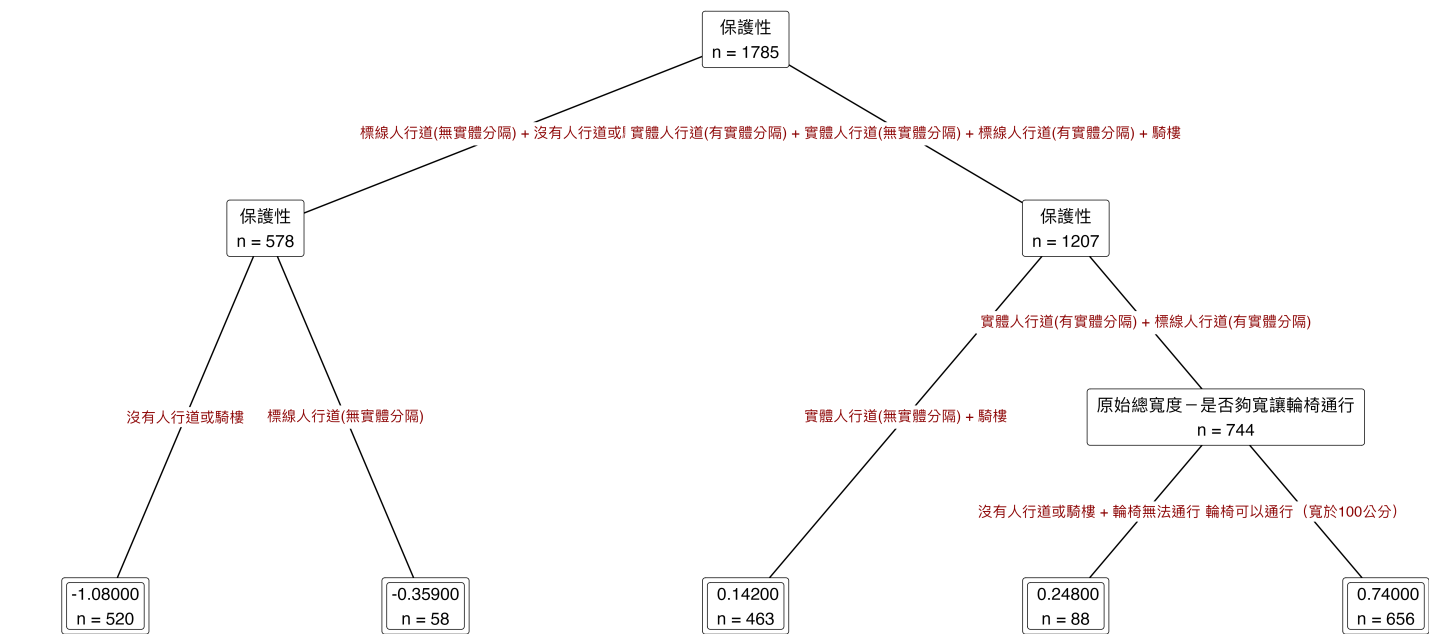 保護性
n = 1785
標線人行道(無實體分隔) + 沒有人行道或
實體人行道(有實體分隔) + 實體人行道(無實體分隔) + 標線人行道(有實體分隔) + 騎樓
保護性
n = 578
保護性
n = 1207
實體人行道(有實體分隔) + 標線人行道(有實體分隔)
沒有人行道或騎樓
標線人行道(無實體分隔)
實體人行道(無實體分隔) + 騎樓
原始總寬度－是否夠寬讓輪椅通行
n = 744
沒有人行道或騎樓 + 輪椅無法通行
輪椅可以通行（寬於100公分）
-1.08000
n = 520
-0.35900
n = 58
0.14200
n = 463
0.24800
n = 88
0.74000
n = 656